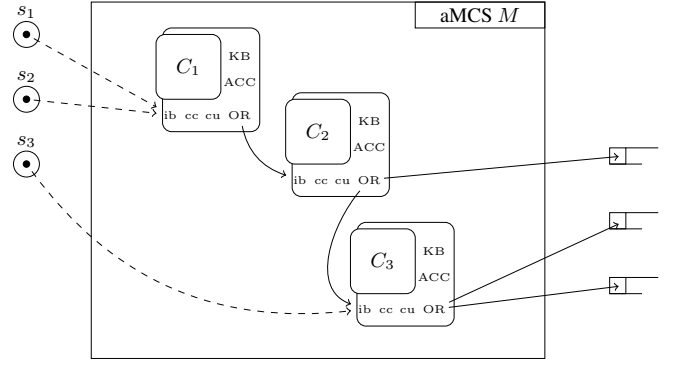 s₁
aMCS M
C₁
KB
ACC
ib cc cu OR
s₂
C₂
KB
ACC
ib cc cu OR
s₃
C₃
KB
ACC
ib cc cu OR